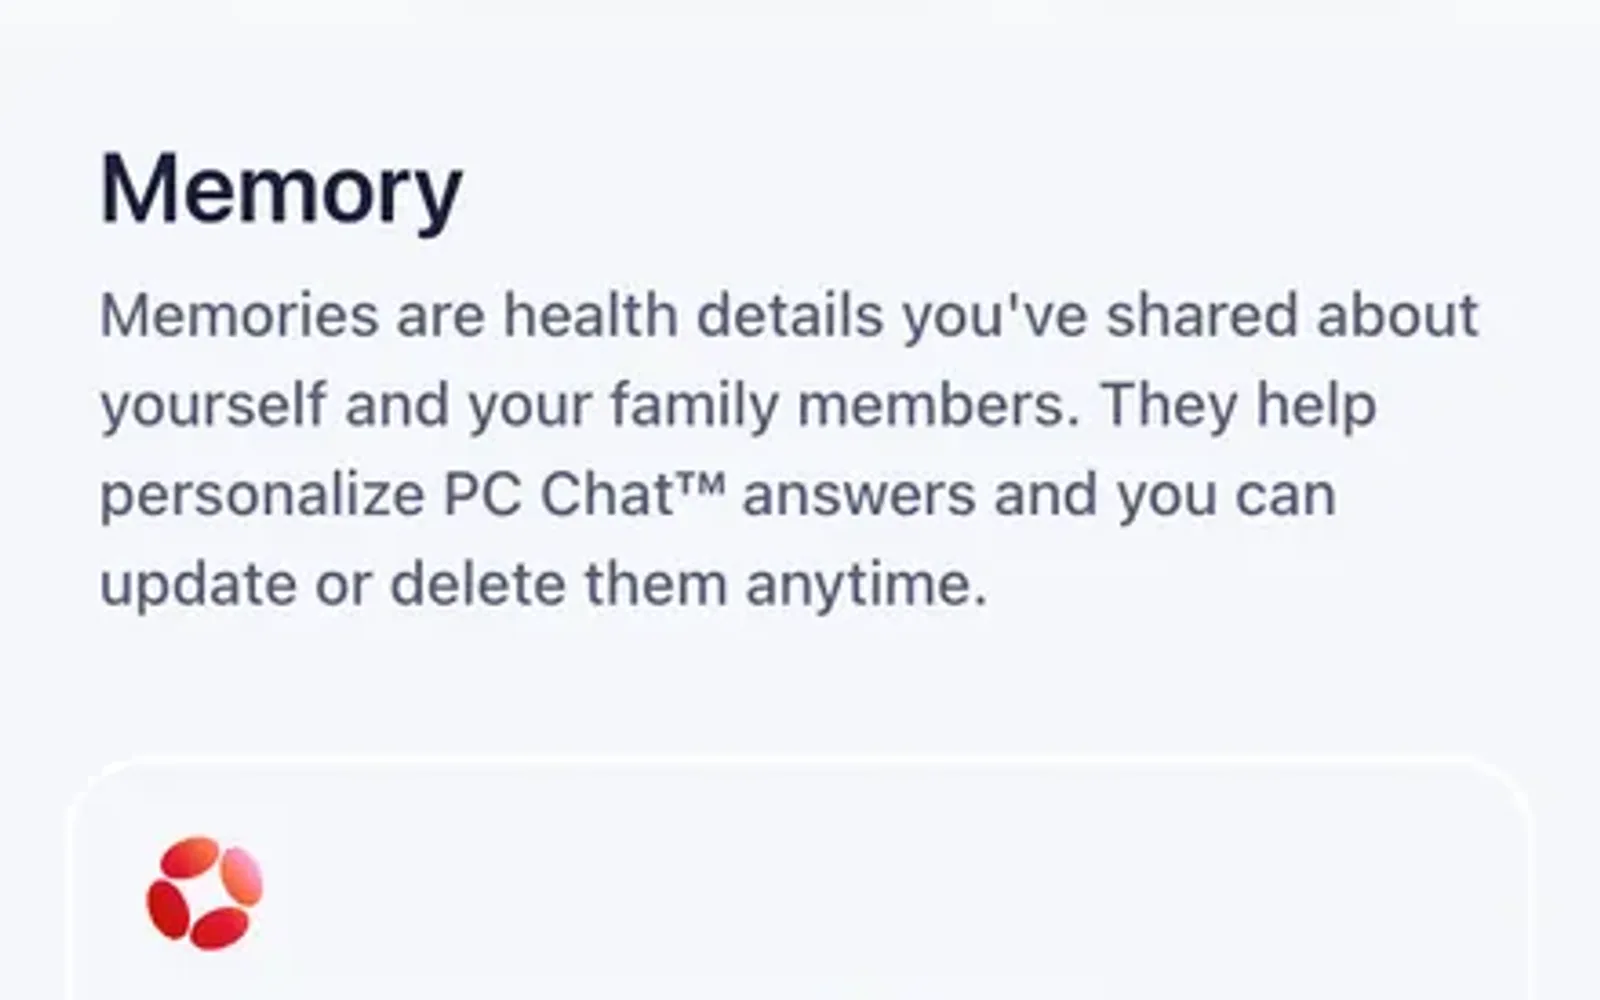 Memory
Memories are health details you've shared about
yourself and your family members. They help
personalize PC Chat™ answers and you can
update or delete them anytime.